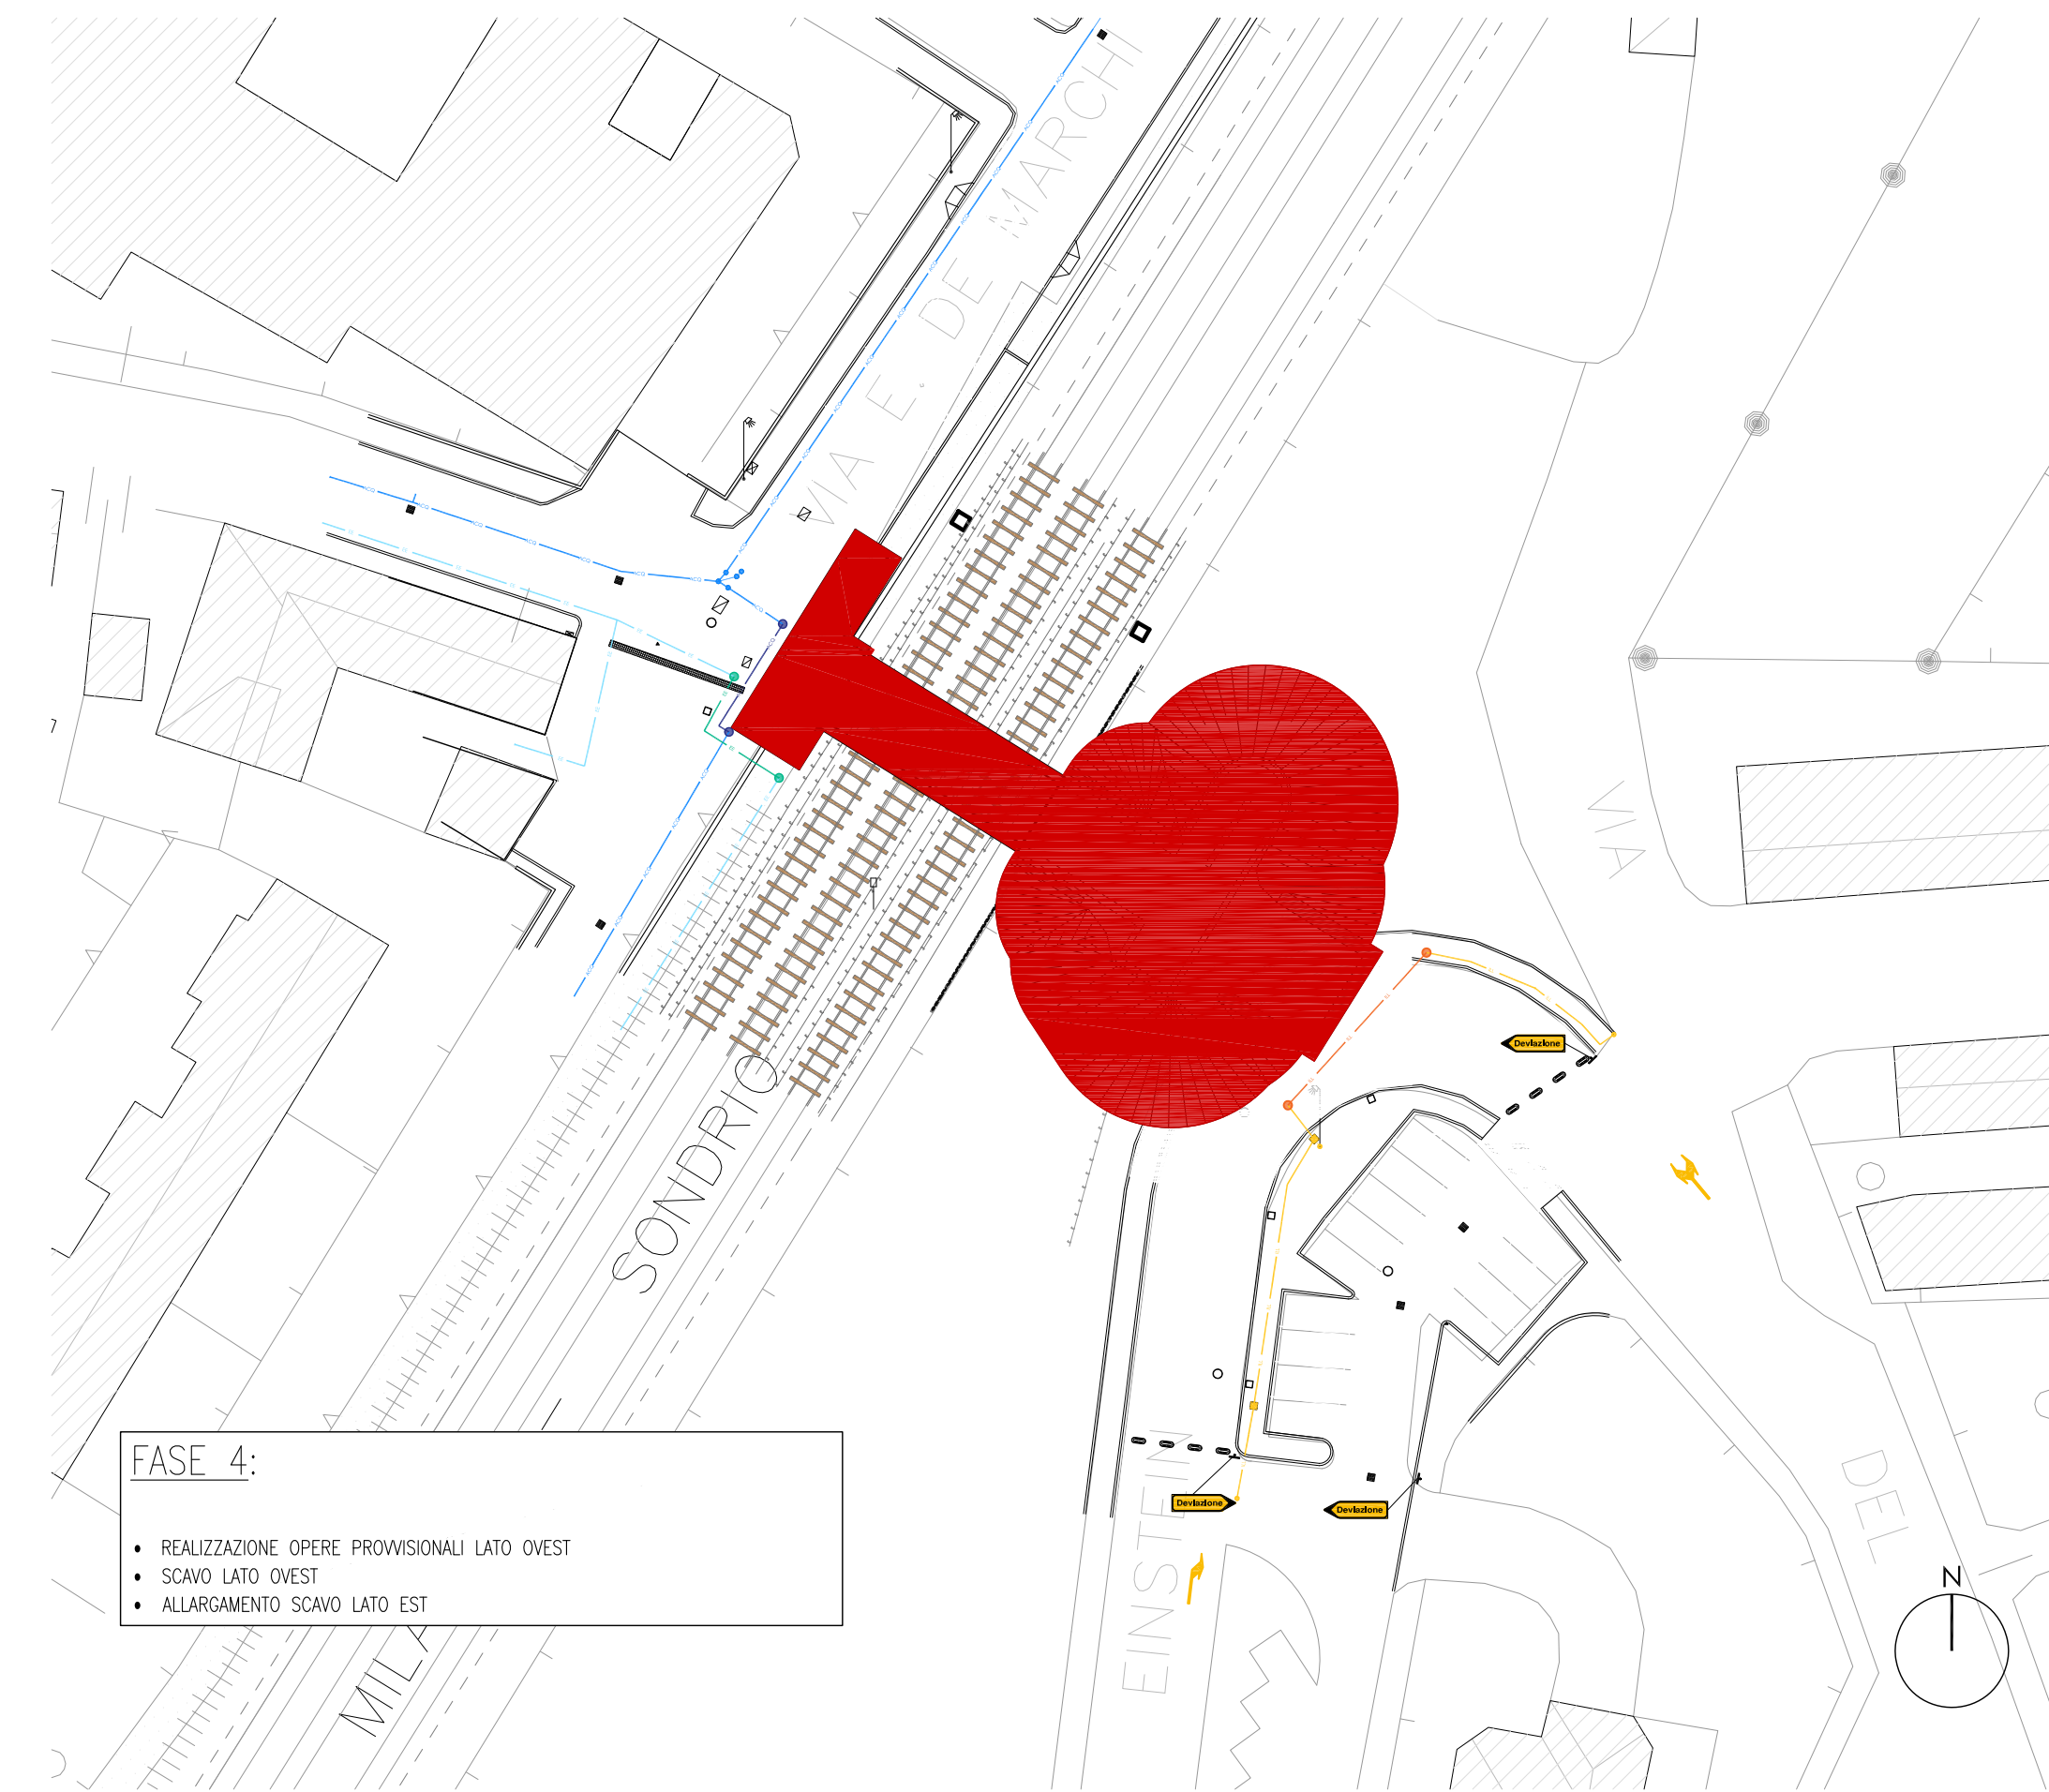 VIA E. DE MARCHI
VIA
Deviazione
SONDRIO
FASE 4:
• REALIZZAZIONE OPERE PROVVISIONALI LATO OVEST
• SCAVO LATO OVEST
• ALLARGAMENTO SCAVO LATO EST
Deviazione
Deviazione
EINSTEIN
DEL
N
MILA